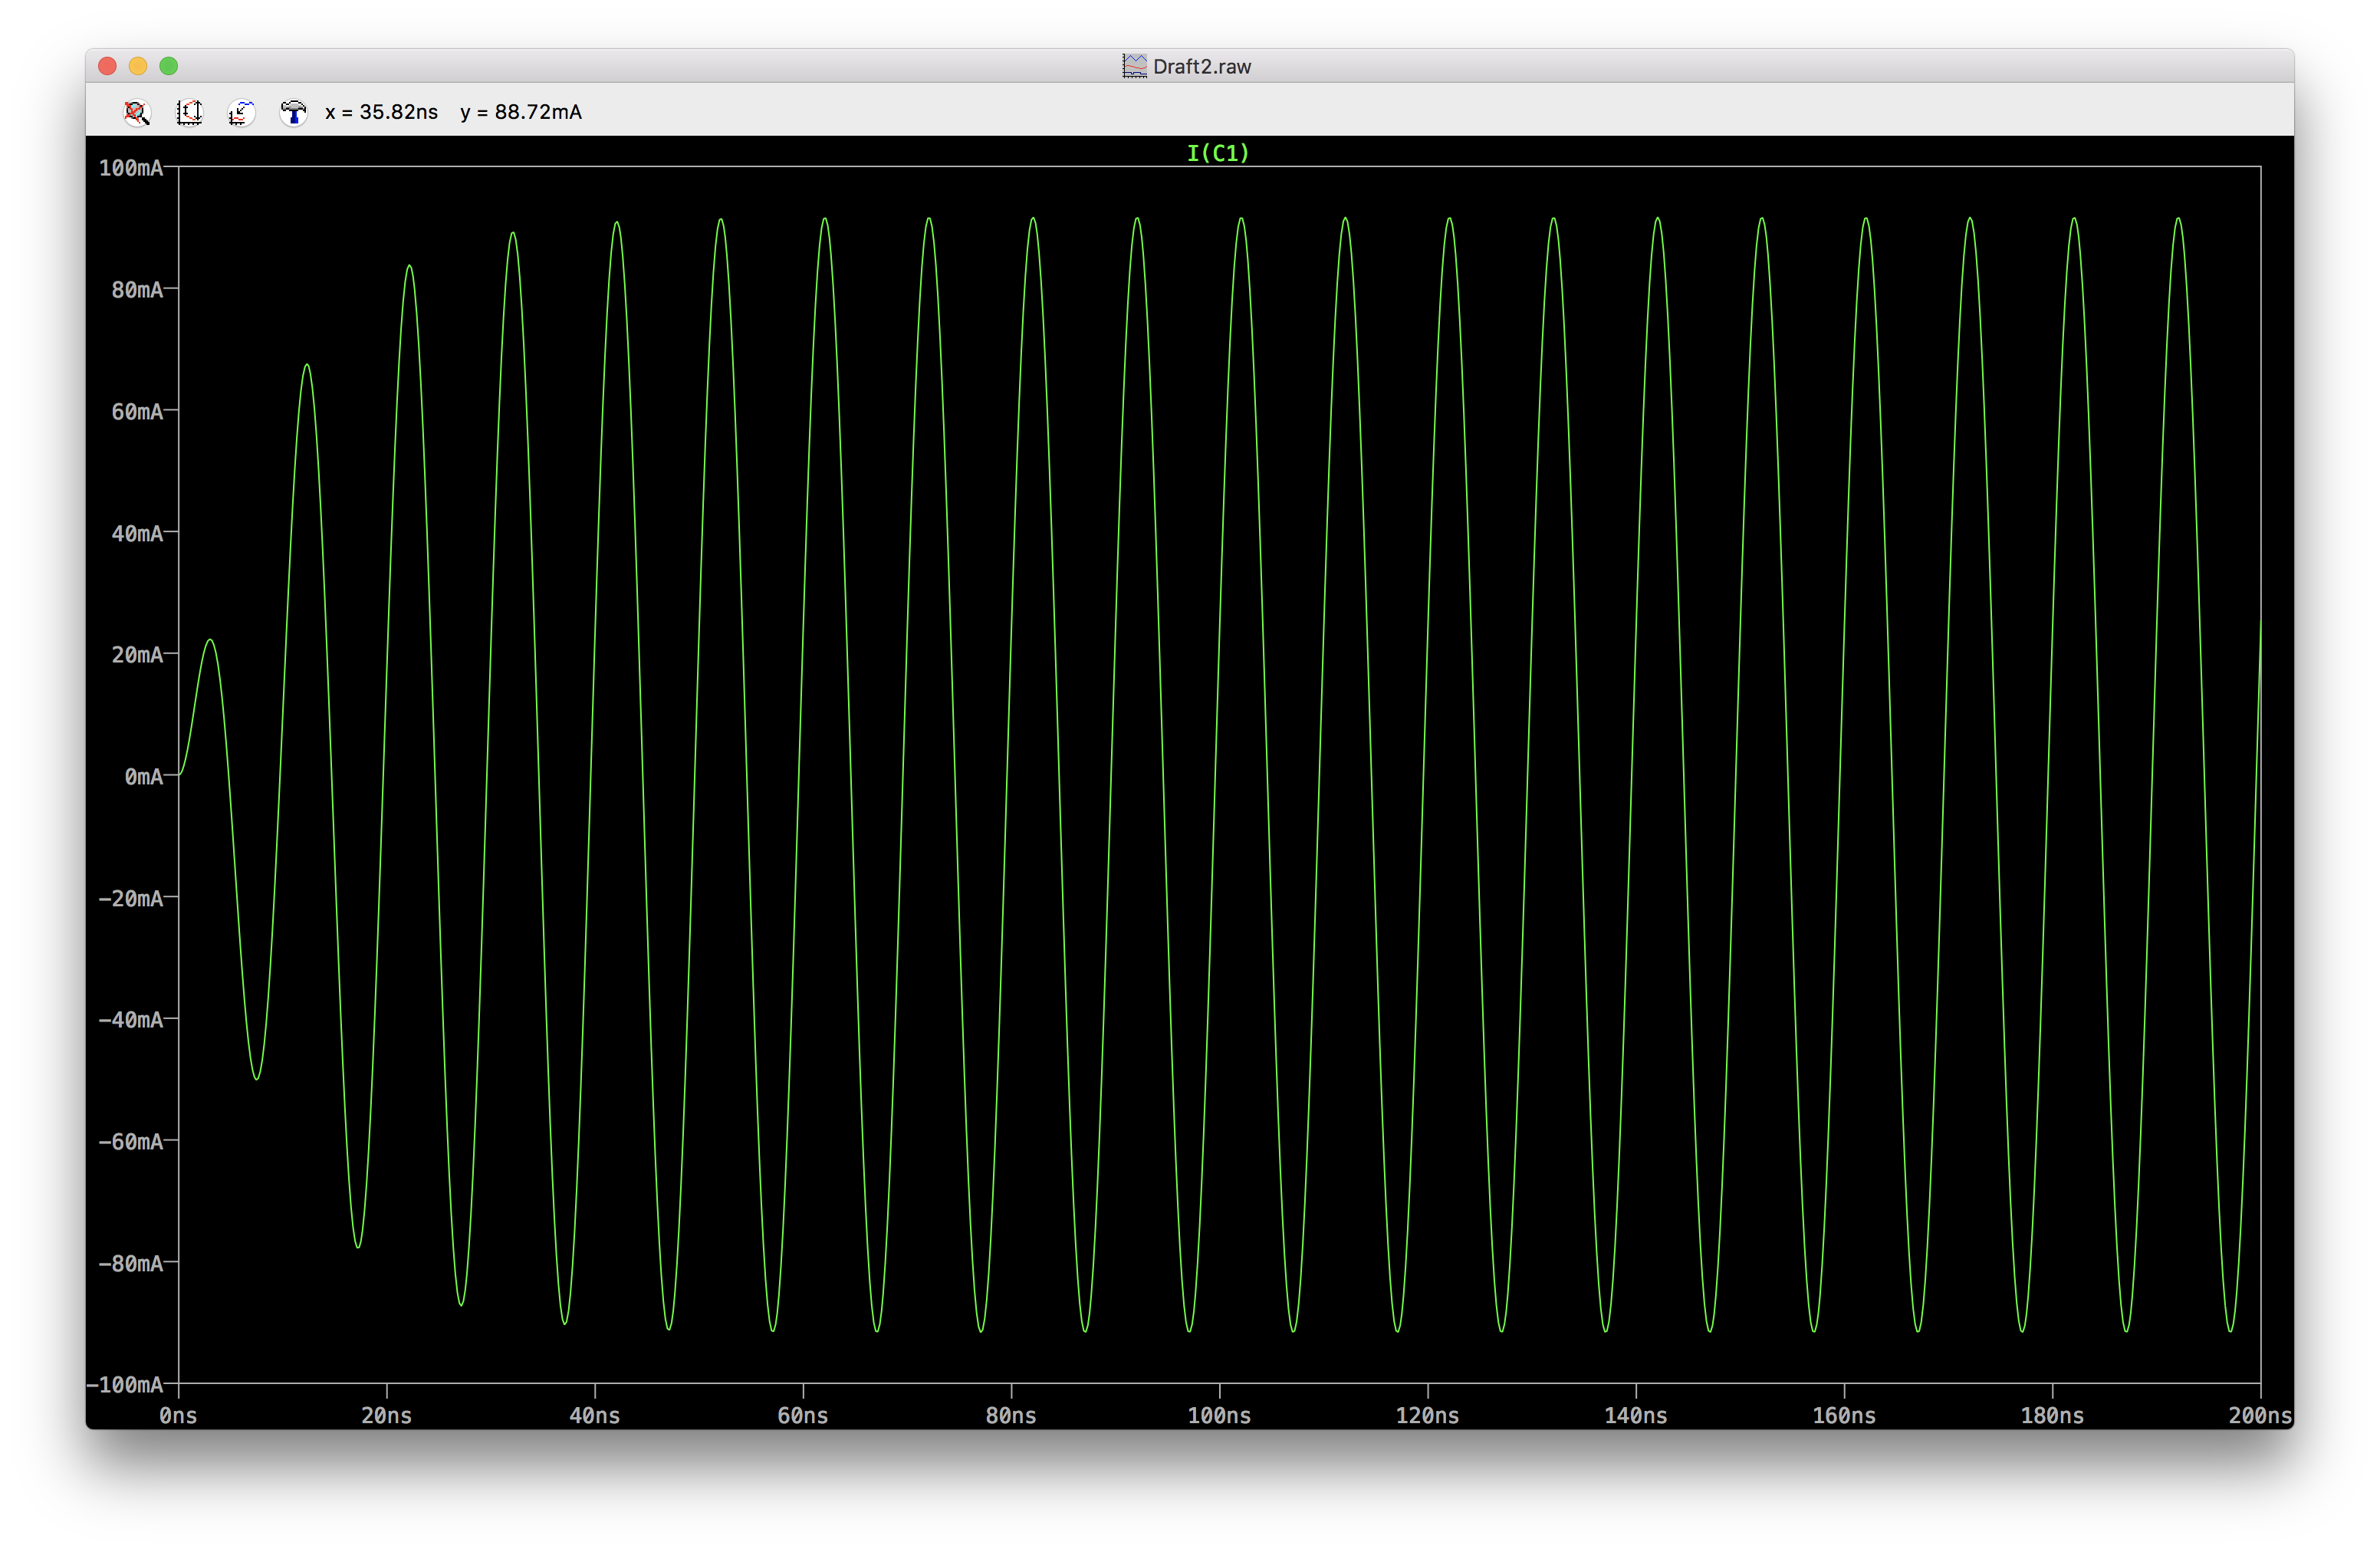 Draft2.raw
x = 35.82ns y = 88.72mA
I(C1)
100mA
80mA
60mA
40mA
20mA
0mA
−20mA
−40mA
−60mA
−80mA
−100mA
0ns 20ns 40ns 60ns 80ns 100ns 120ns 140ns 160ns 180ns 200ns